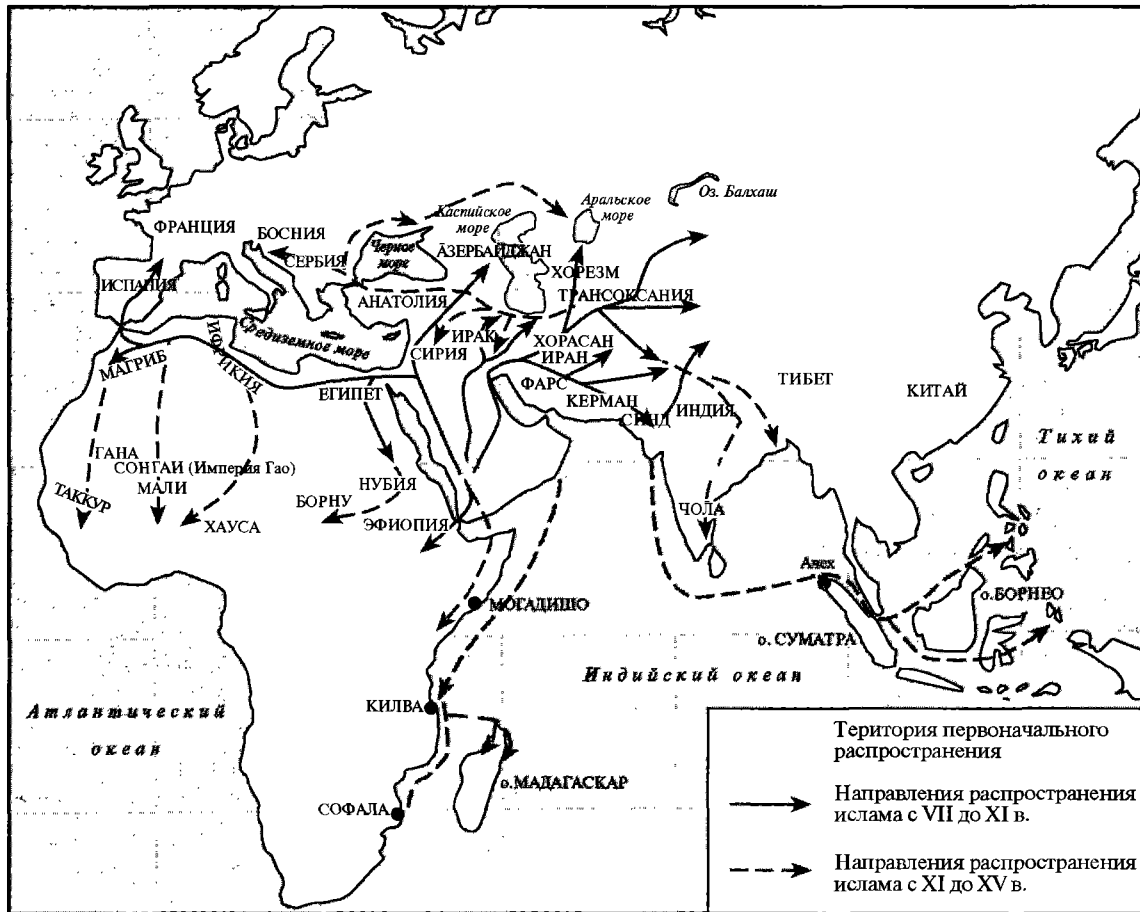 Оз. Балхаш
Аральское
море
Каспийское
море
ФРАНЦИЯ
БОСНИЯ
СЕРБИЯ
Черное
море
АЗЕРБАЙДЖАН
ХОРЕЗМ
ИСПАНИЯ
АНАТОЛИЯ
ТРАНСОКСАНИЯ
Средиземное море
ИРАК
СИРИЯ
ХОРАСАН
ИРАН
МАГРИБ
ИФРИКИЯ
ЕГИПЕТ
ФАРС
КЕРМАН
СИНД
ИНДИЯ
ТИБЕТ
КИТАЙ
Тихий
океан
ГАНА
СОНГАИ (Империя Гао)
МАЛИ
ТАККУР
ХАУСА
БОРНУ
НУБИЯ
ЭФИОПИЯ
ЧОЛА
Ачех
МОГАДИШО
о.БОРНЕО
о. СУМАТРА
Индийский океан
КИЛВА
Атлантический
океан
о.МАДАГАСКАР
СОФАЛА
Територия первоначального
распространения
Направления распространения
ислама с VII до XI в.
Направления распространения
ислама с XI до XV в.